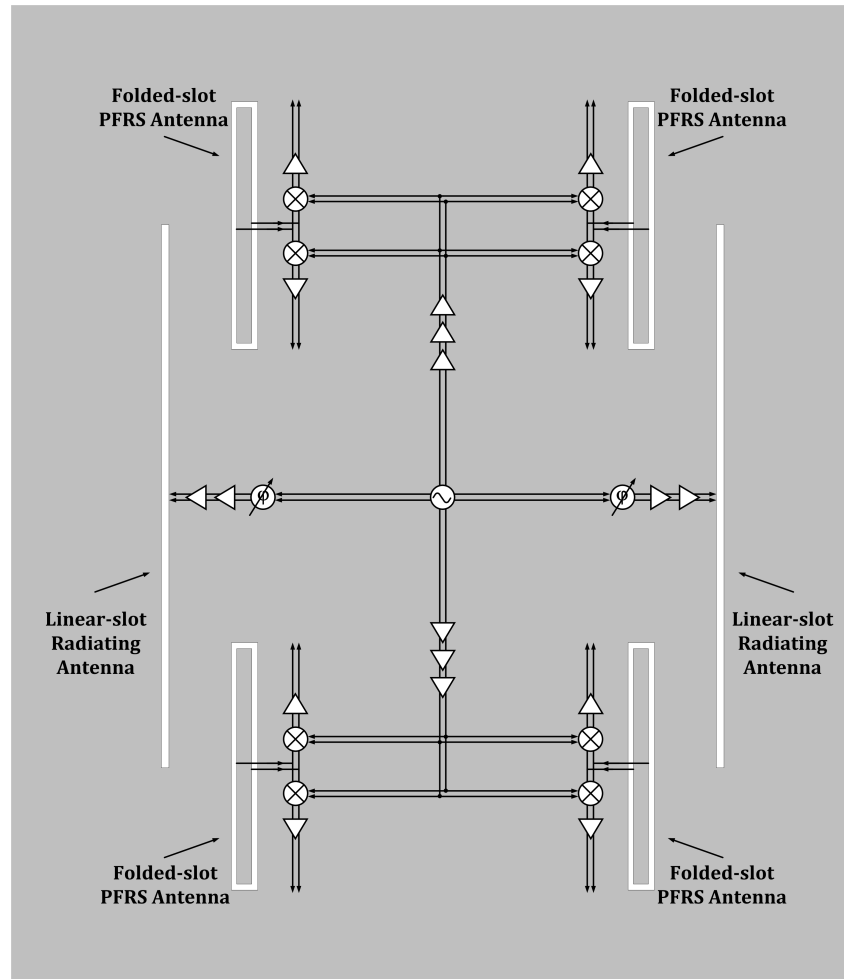 Folded-slot
PFRS Antenna
Folded-slot
PFRS Antenna
φ
φ
Linear-slot
Radiating
Antenna
Linear-slot
Radiating
Antenna
Folded-slot
PFRS Antenna
Folded-slot
PFRS Antenna